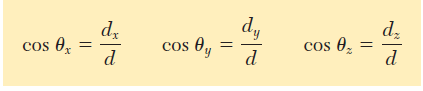 cos θx = dx/d cos θy = dy/d cos θz = dz/d